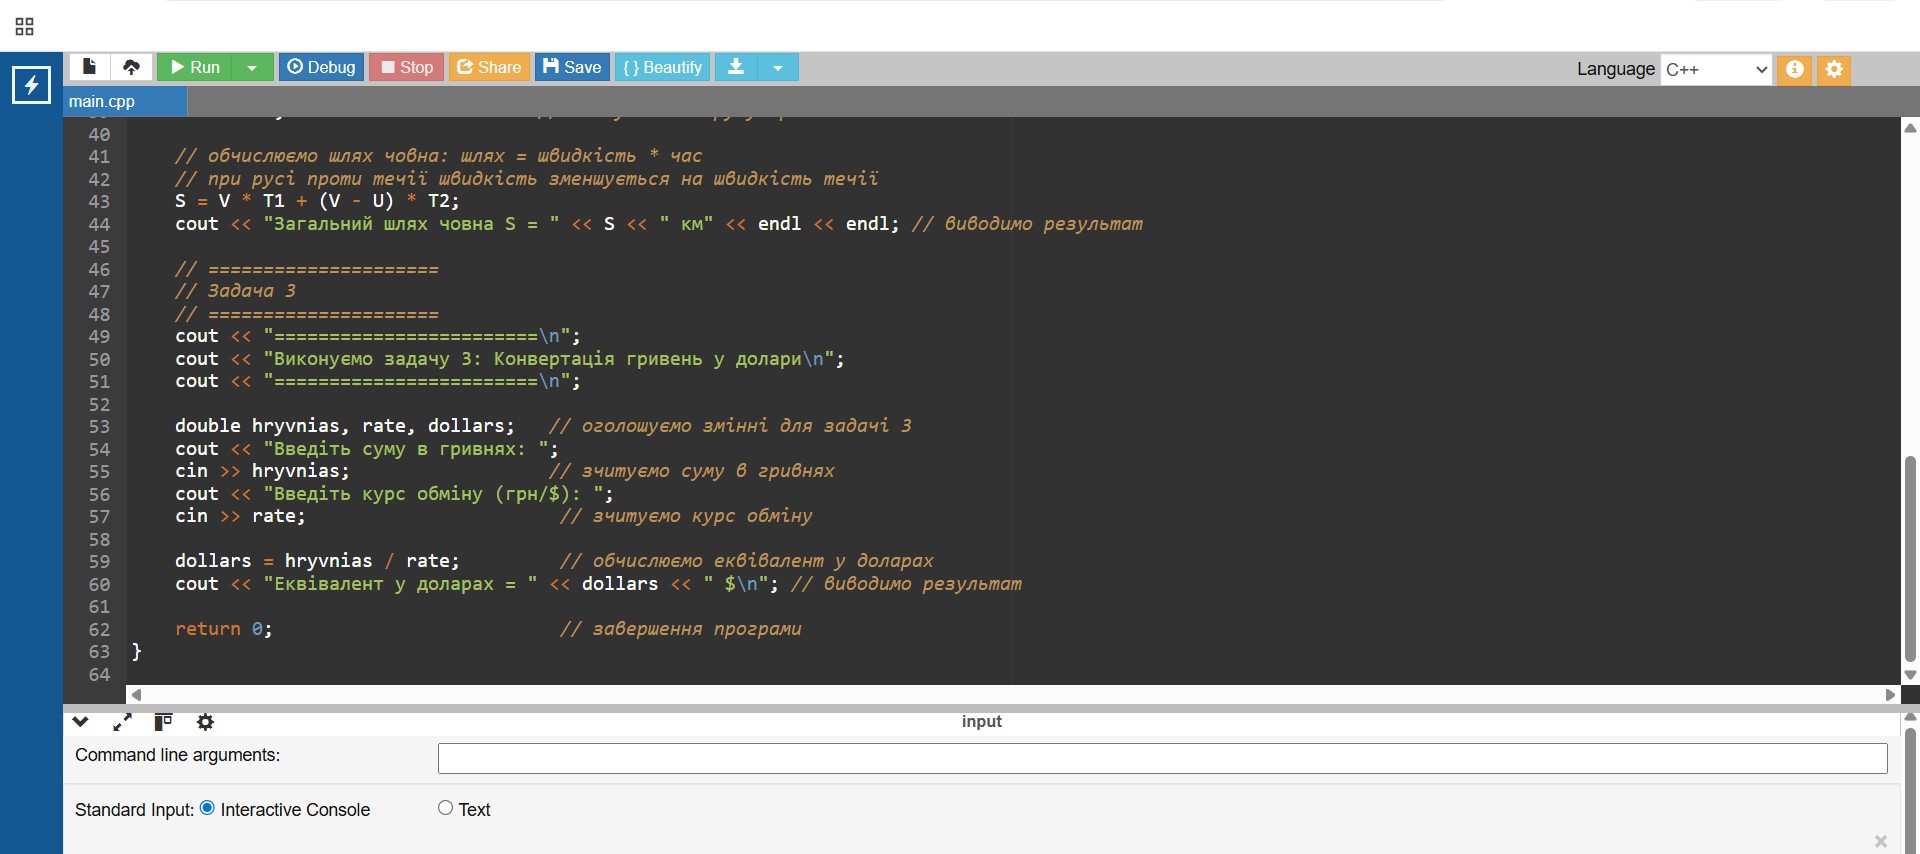 Run
Debug
Stop
Share
Save
{ } Beautify
Language C++
main.cpp
40
41 // обчислюємо шлях човна: шлях = швидкість * час
42 // при русі проти течії швидкість зменшується на швидкість течії
43 S = V * T1 + (V - U) * T2;
44 cout << "Загальний шлях човна S = " << S << " км" << endl << endl; // виводимо результат
45
46 // =====================
47 // Задача 3
48 // =====================
49 cout << "========================\n";
50 cout << "Виконуємо задачу 3: Конвертація гривень у долари\n";
51 cout << "========================\n";
52
53 double hryvnias, rate, dollars; // оголошуємо змінні для задачі 3
54 cout << "Введіть суму в гривнях: ";
55 cin >> hryvnias; // зчитуємо суму в гривнях
56 cout << "Введіть курс обміну (грн/$): ";
57 cin >> rate; // зчитуємо курс обміну
58
59 dollars = hryvnias / rate; // обчислюємо еквівалент у доларах
60 cout << "Еквівалент у доларах = " << dollars << " $\n"; // виводимо результат
61
62 return 0; // завершення програми
63 }
64
input
Command line arguments:
Standard Input: Interactive Console Text